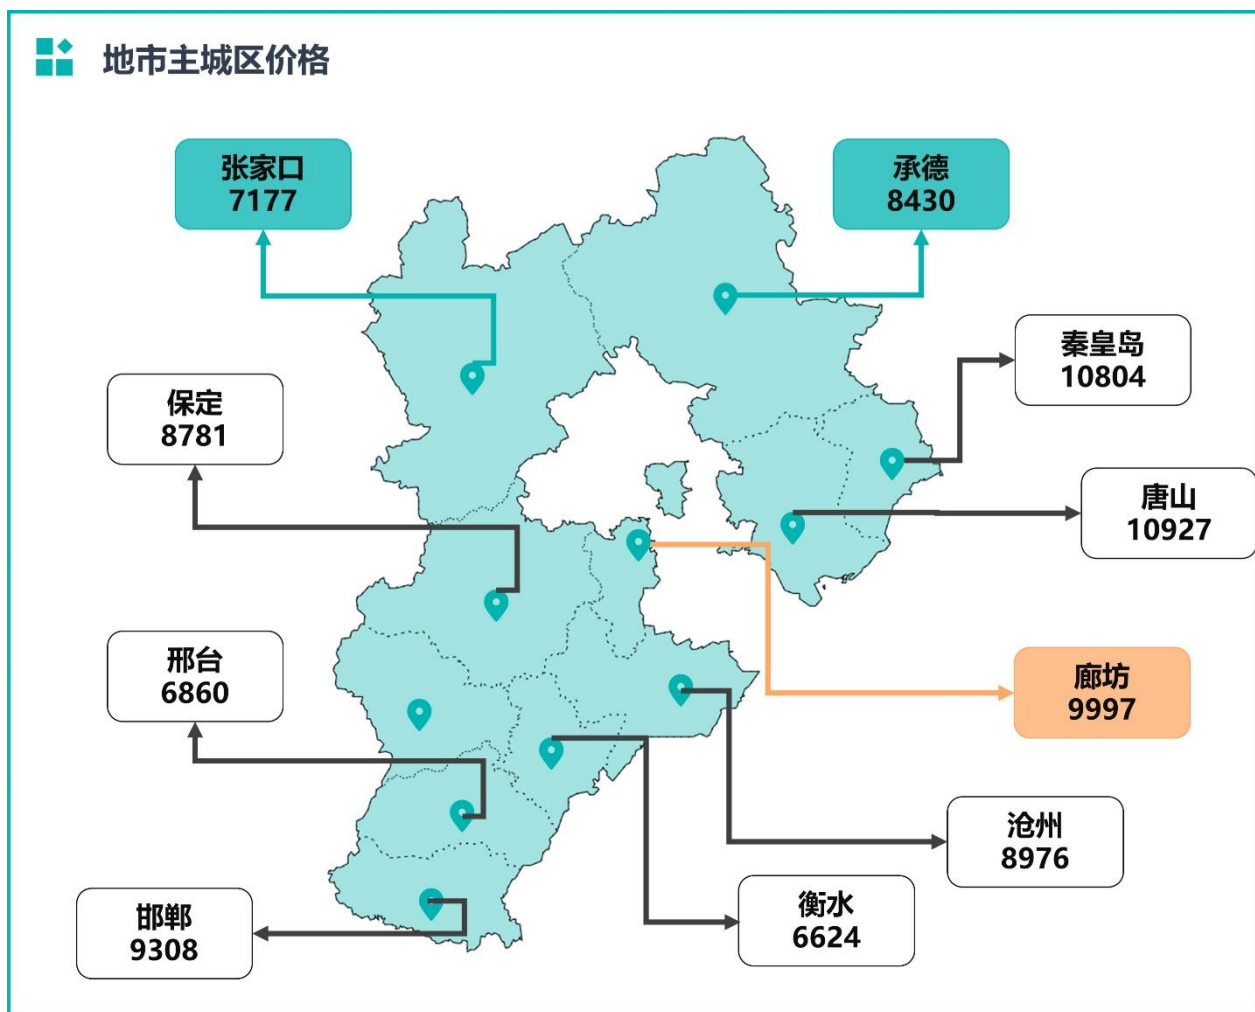 地市主城区价格
张家口
7177
承德
8430
秦皇岛
10804
保定
8781
唐山
10927
邢台
6860
廊坊
9997
沧州
8976
衡水
6624
邯郸
9308